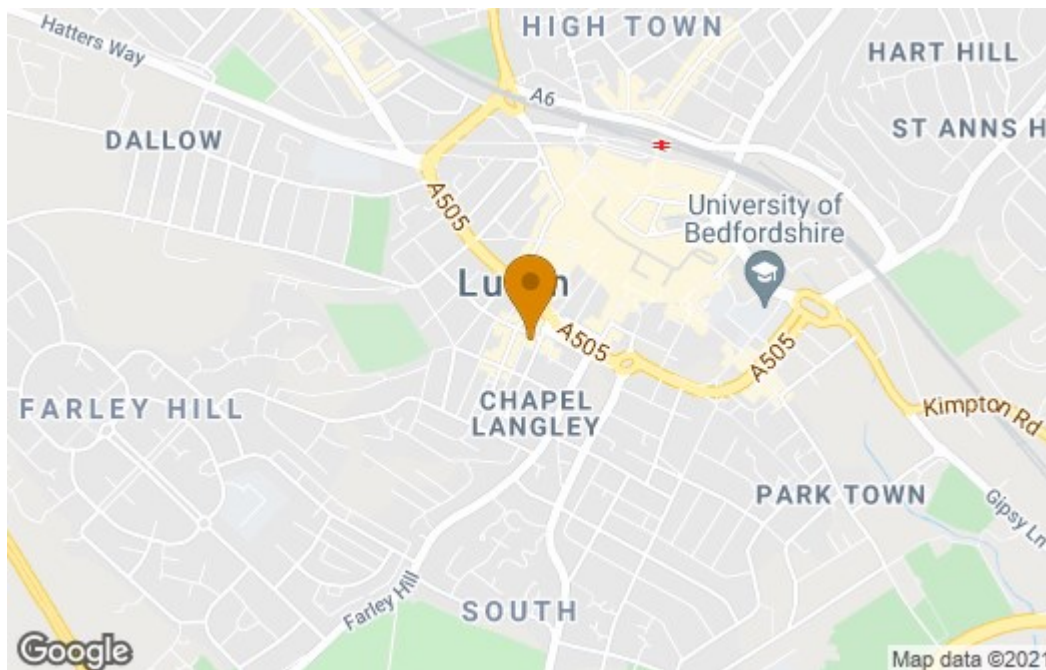 HIGH TOWN
Hatters Way
HART HILL
A6
DALLOW
ST ANNS H
A505
University of
Bedfordshire
A505
A505
CHAPEL
LANGLEY
FARLEY HILL
Kimpton Rd
PARK TOWN
Gipsy Ln
Farley Hill
SOUTH
Google
Map data ©2021